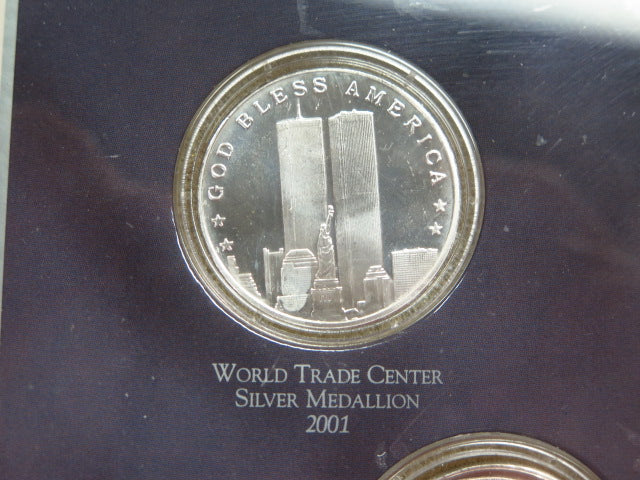 GOD BLESS AMERICA
WORLD TRADE CENTER
SILVER MEDALLION
2001